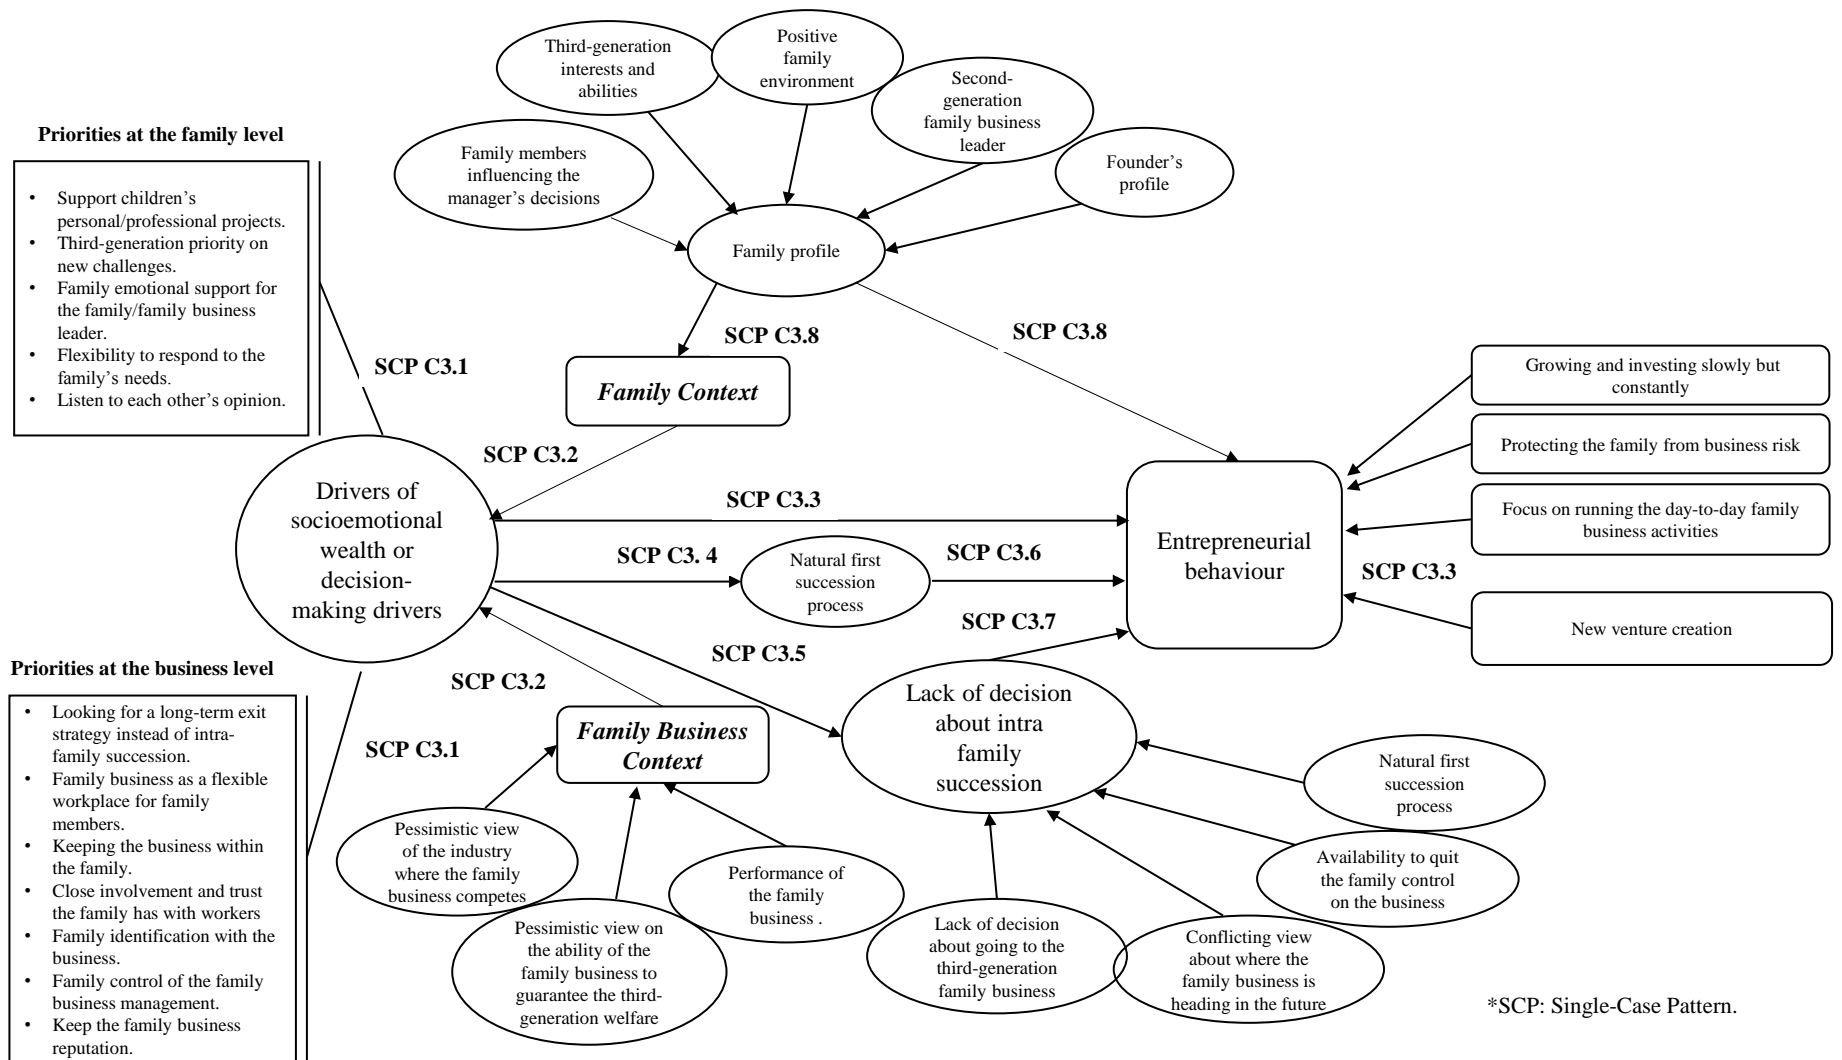 Third-generation
interests and
abilities
Positive
family
environment
Second-
generation
family business
leader
Founder’s
profile
Family members
influencing the
manager’s decisions
Family profile
Priorities at the family level
• Support children’s
personal/professional projects.
• Third-generation priority on
new challenges.
• Family emotional support for
the family/family business
leader.
• Flexibility to respond to the
family’s needs.
• Listen to each other’s opinion.
SCP C3.1
SCP C3.8
SCP C3.8
Family Context
SCP C3.2
Drivers of
socioemotional
wealth or
decision-
making drivers
SCP C3.3
SCP C3. 4
Natural first
succession
process
SCP C3.6
SCP C3.7
SCP C3.5
Entrepreneurial
behaviour
Growing and investing slowly but
constantly
Protecting the family from business risk
Focus on running the day-to-day family
business activities
SCP C3.3
New venture creation
Priorities at the business level
• Looking for a long-term exit
strategy instead of intra-
family succession.
• Family business as a flexible
workplace for family
members.
• Keeping the business within
the family.
• Close involvement and trust
the family has with workers
• Family identification with the
business.
• Family control of the family
business management.
• Keep the family business
reputation.
SCP C3.2
SCP C3.1
Family Business
Context
Pessimistic view
of the industry
where the family
business competes
Pessimistic view on
the ability of the
family business to
guarantee the third-
generation welfare
Performance of
the family
business .
Lack of decision
about intra
family
succession
Natural first
succession
process
Availability to quit
the family control
on the business
Lack of decision
about going to the
third-generation
family business
Conflicting view
about where the
family business is
heading in the future
*SCP: Single-Case Pattern.